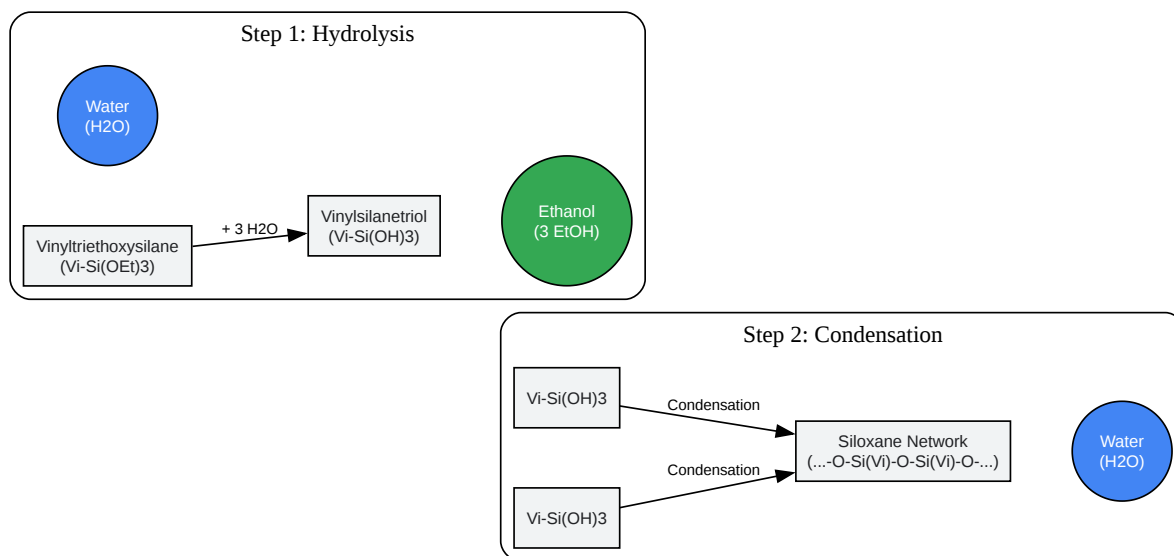 Step 1: Hydrolysis
Water
(H2O)
Vinyltriethoxysilane
(Vi-Si(OEt)3)
+ 3 H2O
Vinylsilanetriol
(Vi-Si(OH)3)
Ethanol
(3 EtOH)
Step 2: Condensation
Vi-Si(OH)3
Condensation
Vi-Si(OH)3
Condensation
Siloxane Network
(...-O-Si(Vi)-O-Si(Vi)-O-...)
Water
(H2O)